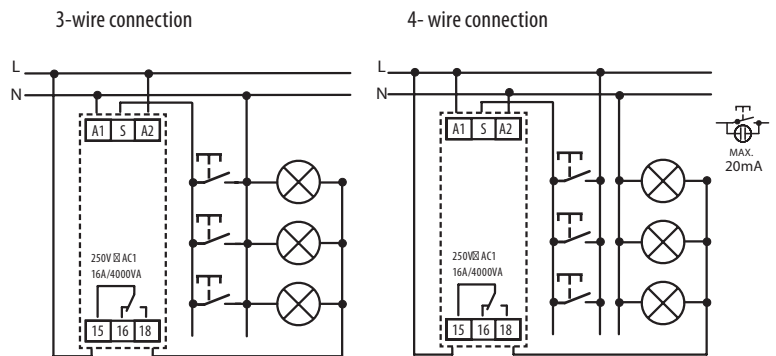 3-wire connection
L
N
A1 S A2
250V ☒ AC1
16A/4000VA
15 16 18
4- wire connection
L
N
A1 S A2
250V☒ AC1
16A/4000VA
15 16 18
MAX.
20mA